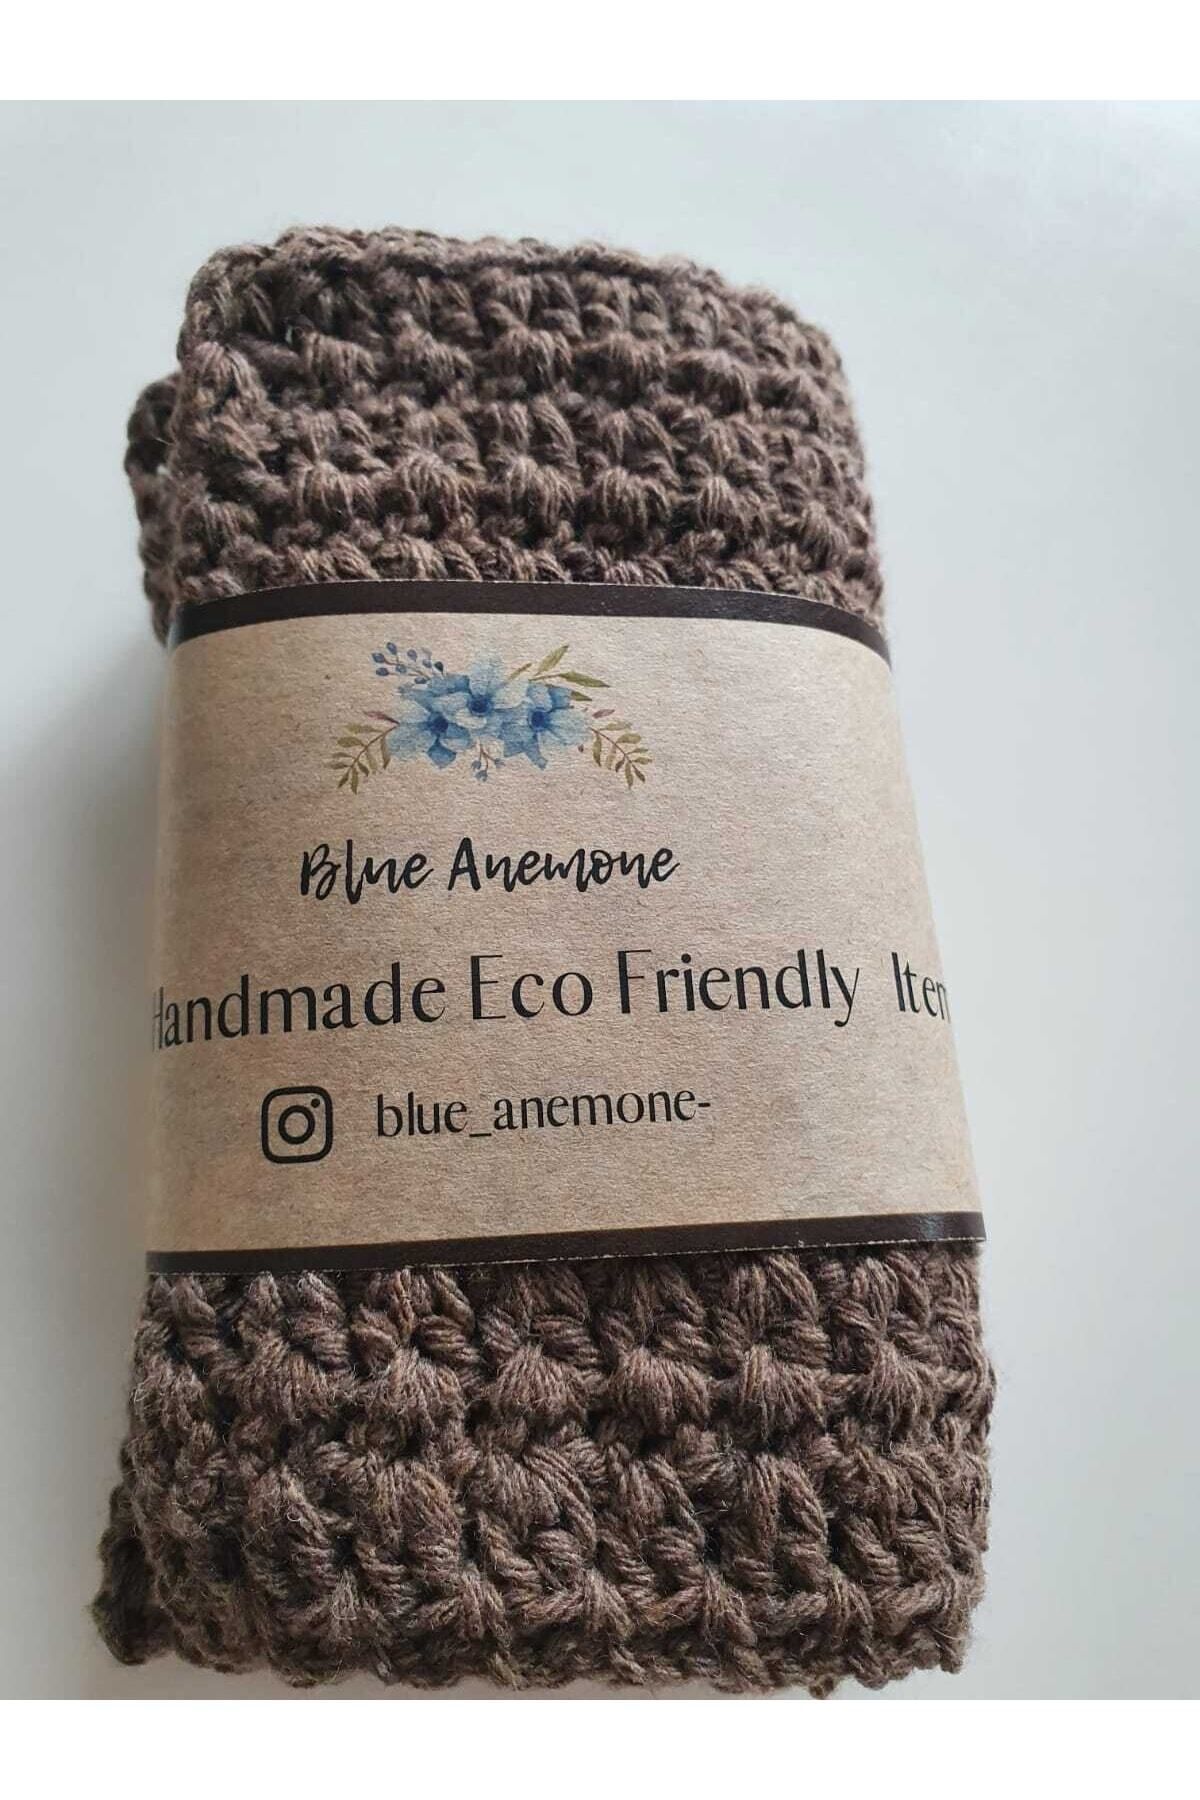 Blue Anemone
Handmade Eco Friendly
blue_anemone-